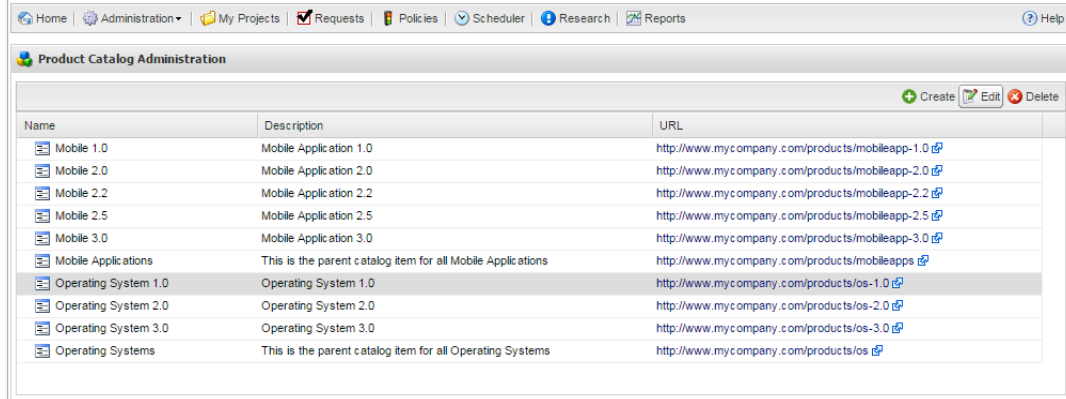 Home Administration My Projects Requests Policies Scheduler Research Reports Help
Product Catalog Administration
Create Edit Delete
Name Description URL
Mobile 1.0 Mobile Application 1.0 http://www.mycompany.com/products/mobileapp-1.0
Mobile 2.0 Mobile Application 2.0 http://www.mycompany.com/products/mobileapp-2.0
Mobile 2.2 Mobile Application 2.2 http://www.mycompany.com/products/mobileapp-2.2
Mobile 2.5 Mobile Application 2.5 http://www.mycompany.com/products/mobileapp-2.5
Mobile 3.0 Mobile Application 3.0 http://www.mycompany.com/products/mobileapp-3.0
Mobile Applications This is the parent catalog item for all Mobile Applications http://www.mycompany.com/products/mobileapps
Operating System 1.0 Operating System 1.0 http://www.mycompany.com/products/os-1.0
Operating System 2.0 Operating System 2.0 http://www.mycompany.com/products/os-2.0
Operating System 3.0 Operating System 3.0 http://www.mycompany.com/products/os-3.0
Operating Systems This is the parent catalog item for all Operating Systems http://www.mycompany.com/products/os